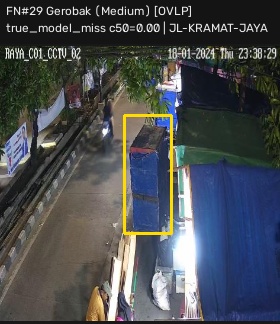 FN#29 Gerobak (Medium) [OVLP]
true_model_miss c50=0.00 | JL-KRAMAT-JAYA
RAYA_C01_CCTV_02
18-01-2024 Thu 23:38:29